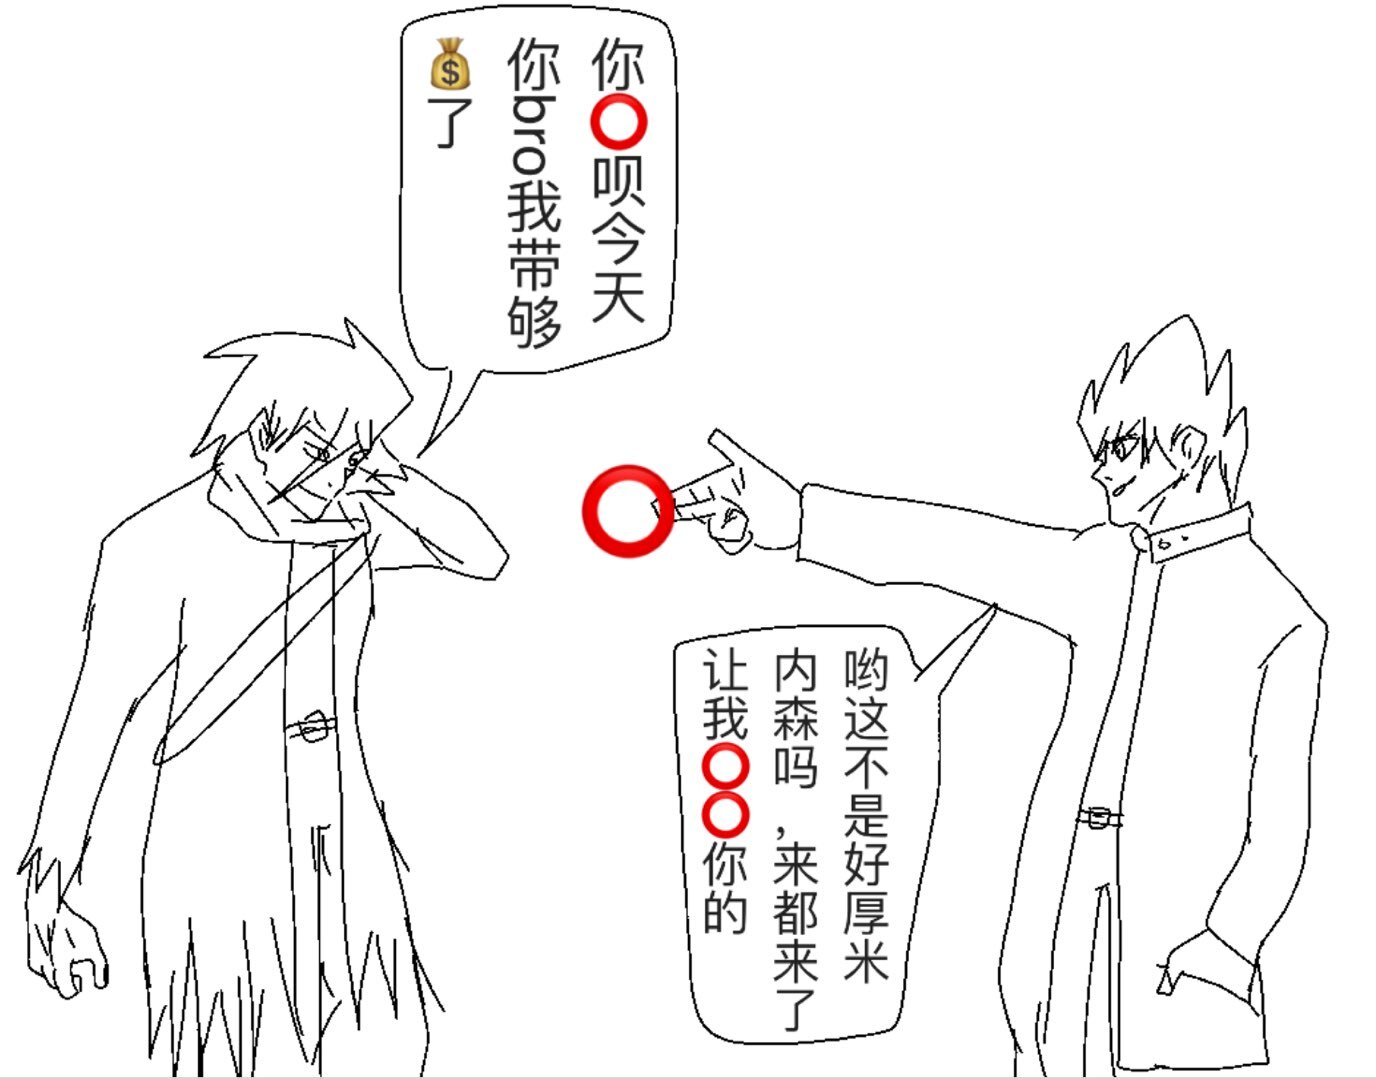 你⭕呗今天
你bro我带够
💰了
哟这不是好厚米
内森吗，来都来了
让我⭕⭕你的